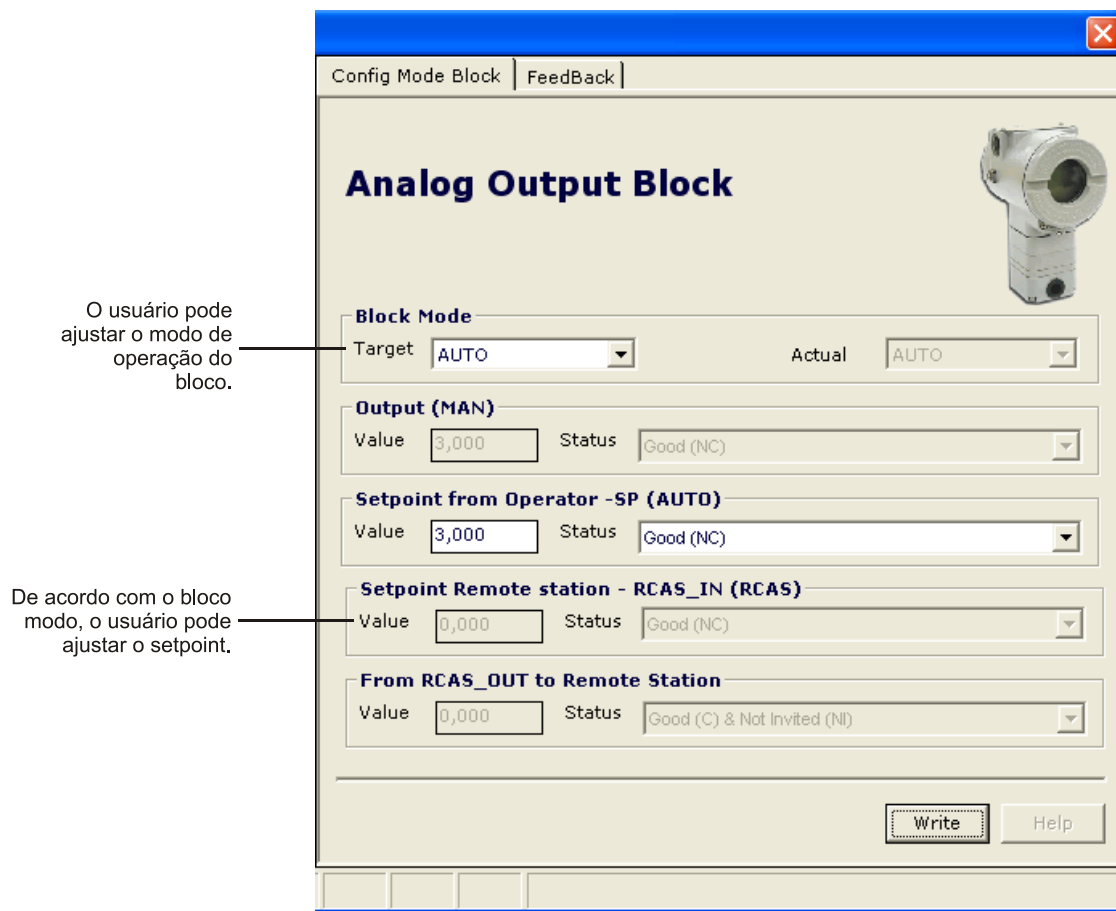 Config Mode Block FeedBack
Analog Output Block
O usuário pode
ajustar o modo de
operação do
bloco.
Block Mode
Target AUTO Actual AUTO
Output (MAN)
Value 3,000 Status Good (NC)
Setpoint from Operator -SP (AUTO)
Value 3,000 Status Good (NC)
De acordo com o bloco
modo, o usuário pode
ajustar o setpoint.
Setpoint Remote station - RCAS_IN (RCAS)
Value 0,000 Status Good (NC)
From RCAS_OUT to Remote Station
Value 0,000 Status Good (C) & Not Invited (NI)
Write Help